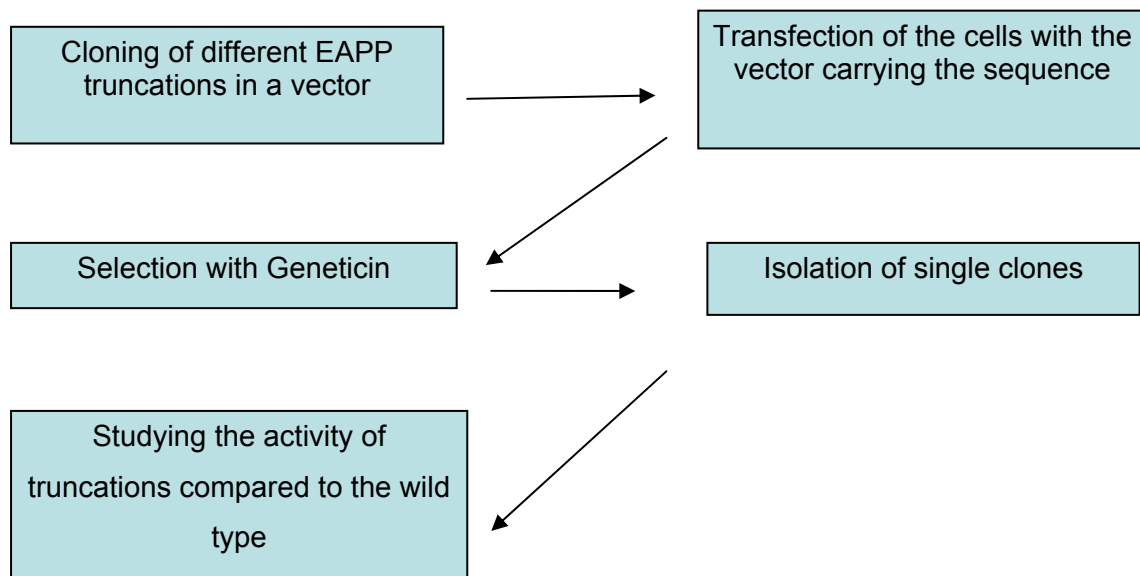 Cloning of different EAPP
truncations in a vector
Transfection of the cells with the
vector carrying the sequence
Selection with Geneticin
Isolation of single clones
Studying the activity of
truncations compared to the wild
type